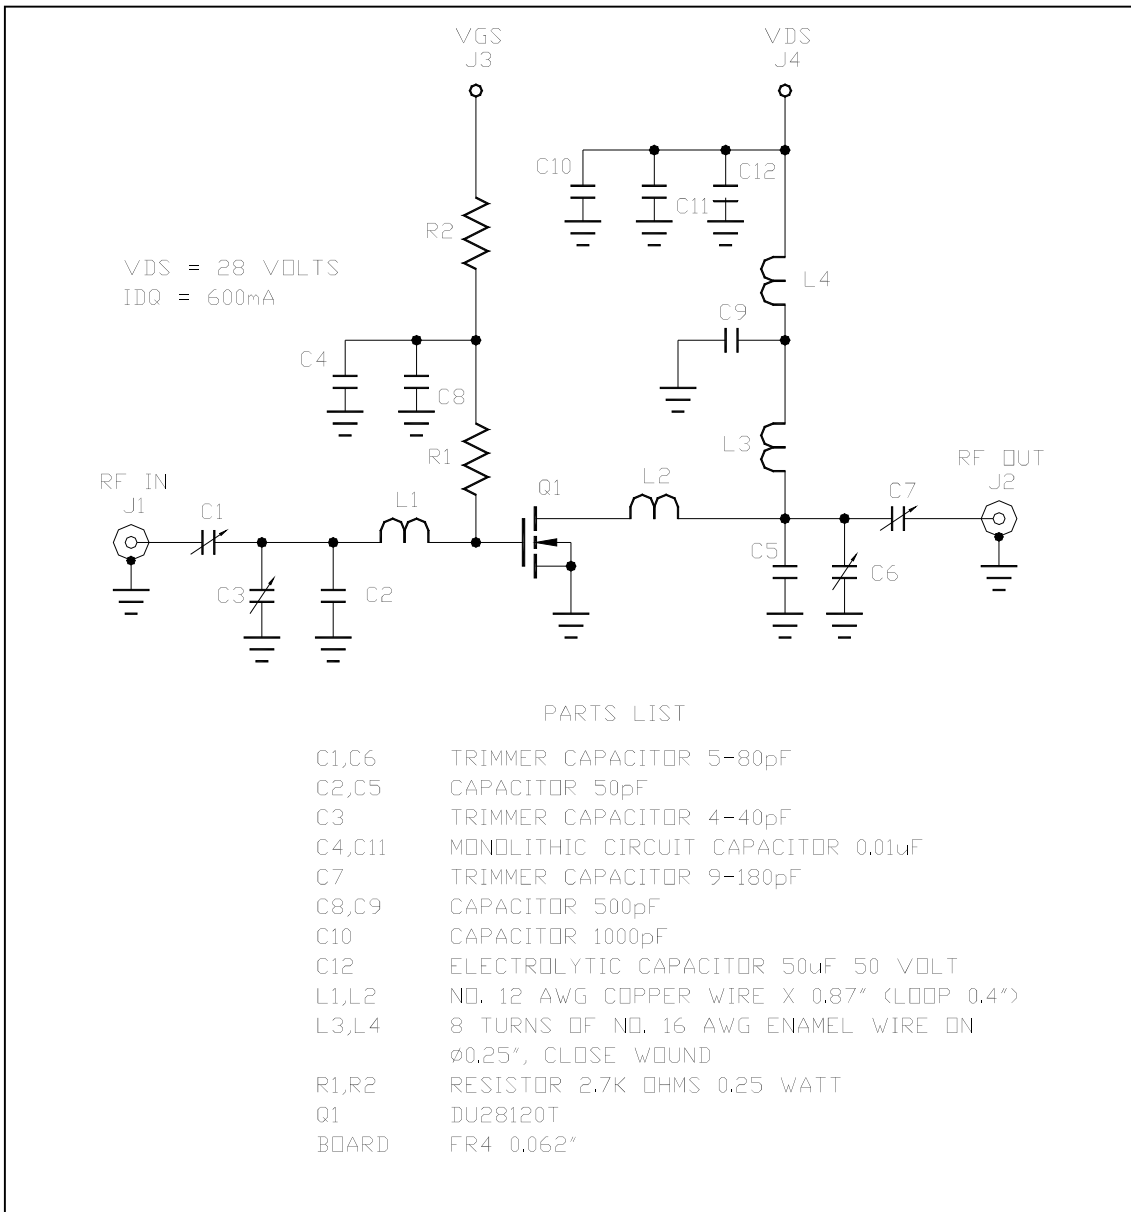 VGS
J3
VDS
J4
C10
C12
C11
R2
VDS = 28 VOLTS
IDQ = 600mA
L4
C9
C4
C8
L3
R1
RF IN
J1
C1
L1
Q1
L2
C7
RF OUT
J2
C3
C2
C5
C6
PARTS LIST
C1,C6 TRIMMER CAPACITOR 5-80pF
C2,C5 CAPACITOR 50pF
C3 TRIMMER CAPACITOR 4-40pF
C4,C11 MONOLITHIC CIRCUIT CAPACITOR 0.01uF
C7 TRIMMER CAPACITOR 9-180pF
C8,C9 CAPACITOR 500pF
C10 CAPACITOR 1000pF
C12 ELECTROLYTIC CAPACITOR 50uF 50 VOLT
L1,L2 NO. 12 AWG COPPER WIRE X 0.87" (LOOP 0.4")
L3,L4 8 TURNS OF NO. 16 AWG ENAMEL WIRE ON
Ø0.25", CLOSE WOUND
R1,R2 RESISTOR 2.7K OHMS 0.25 WATT
Q1 DU28120T
BOARD FR4 0.062"